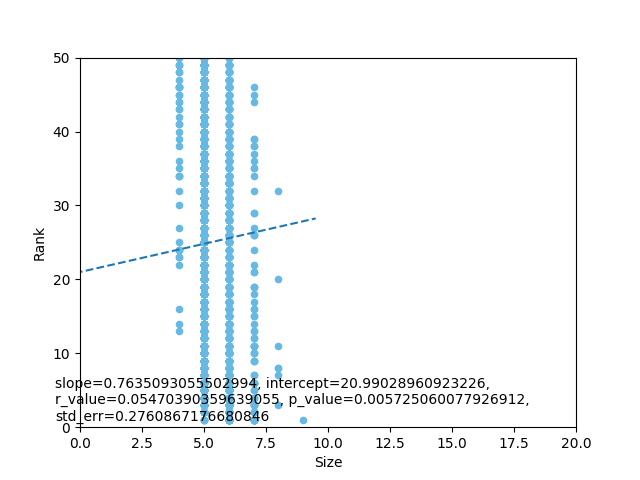 50
40
30
20
10
0
Rank
slope=0.7635093055502994, intercept=20.99028960923226,
r_value=0.05470390359639055, p_value=0.005725060077926912,
std_err=0.2760867176680846
0.0 2.5 5.0 7.5 10.0 12.5 15.0 17.5 20.0
Size